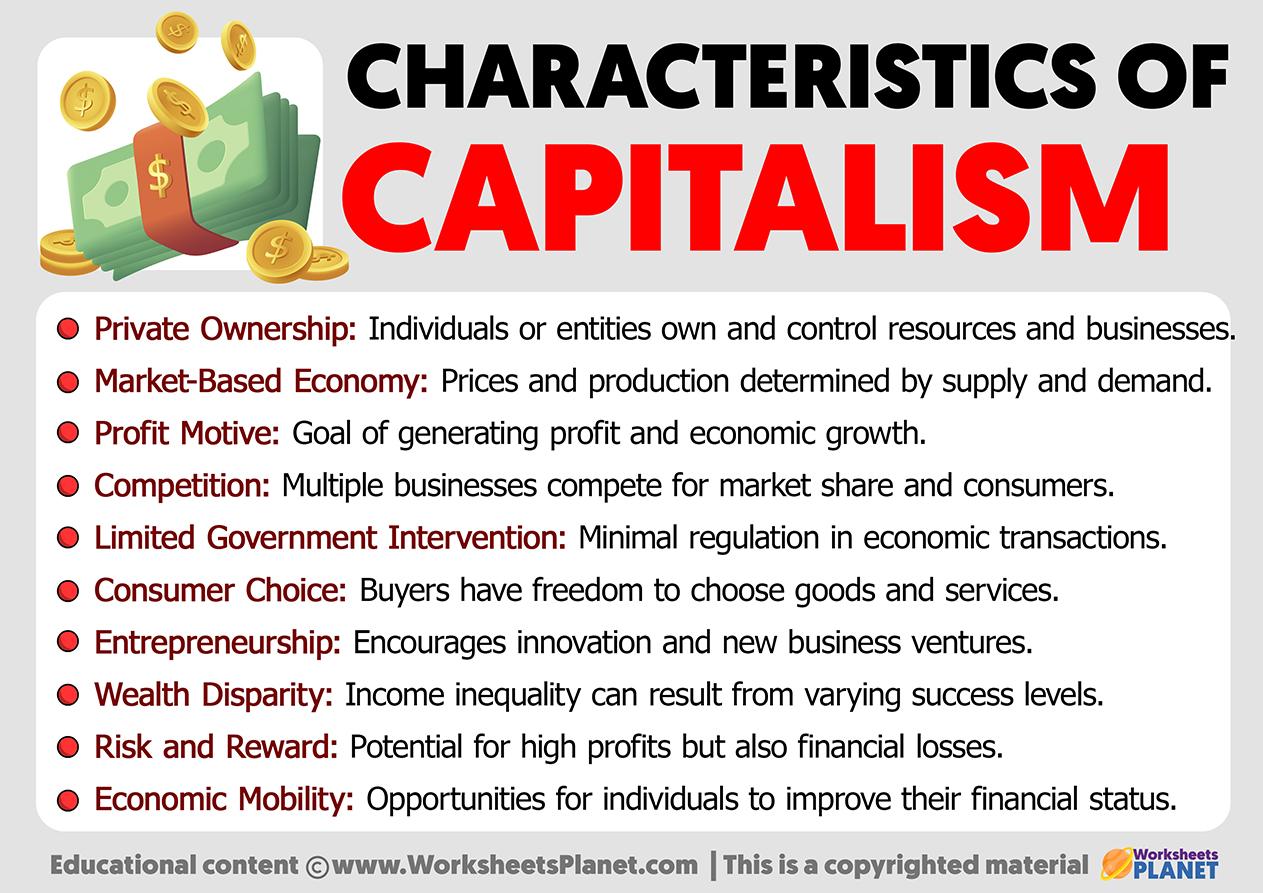 CHARACTERISTICS OF
CAPITALISM
Private Ownership: Individuals or entities own and control resources and businesses.
Market-Based Economy: Prices and production determined by supply and demand.
Profit Motive: Goal of generating profit and economic growth.
Competition: Multiple businesses compete for market share and consumers.
Limited Government Intervention: Minimal regulation in economic transactions.
Consumer Choice: Buyers have freedom to choose goods and services.
Entrepreneurship: Encourages innovation and new business ventures.
Wealth Disparity: Income inequality can result from varying success levels.
Risk and Reward: Potential for high profits but also financial losses.
Economic Mobility: Opportunities for individuals to improve their financial status.
Educational content © www.WorksheetsPlanet.com | This is a copyrighted material
Worksheets
PLANET